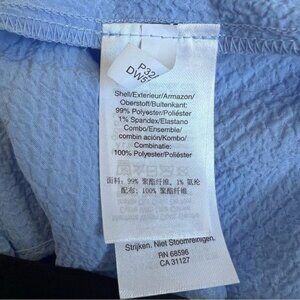 P32
DW5
Shell/Exterieur/Armazon/
Oberstoff/Buitenkant:
99% Polyester/Poliéster
1% Spandex/Elastano
Combo/Ensemble/
combin ación/Kombo/
Combinatie:
100% Polyester/Poliéster
面料: 99% 聚酯纤维, 1% 氨纶
配布: 100% 聚酯纤维
Strijken. Niet Stoomreinigen.
RN 68596
CA 31127